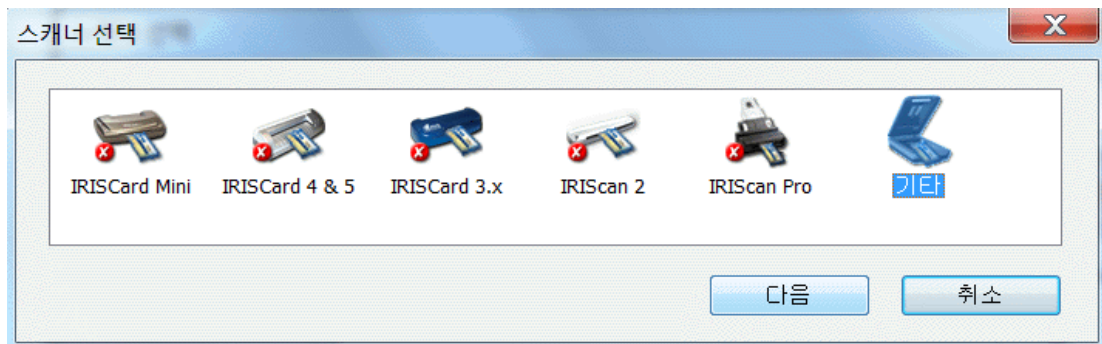 스캐너 선택
IRISCard Mini IRISCard 4 & 5 IRISCard 3.x IRIScan 2 IRIScan Pro 기타
다음 취소